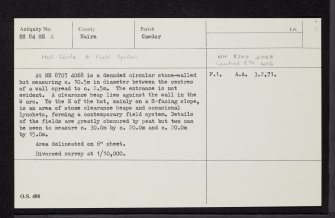 Antiquity No. County Parish
NH 84 SE 2 Nairn Cawdor
Hut Circle & Field System
NH 8707 4068
At NH 8707 4068 is a denuded circular stone-walled
hut measuring c. 10.5m in diameter between the centres
of a wall spread to c. 2.5m. The entrance is not
evident. A clearance heap lies against the wall in the
W arc. To the E of the hut, mainly on a S-facing slope,
is an area of stone clearance heaps and occasional
lynchets, forming a contemporary field system. Details
of the fields are greatly obscured by peat but two can
be seen to measure c. 30.0m by c. 20.0m and c. 20.0m
by 15.0m.
Area delineated on 6" sheet.
Divorced survey at 1/10,000.
F.1. A.A. 3.2.71.
O.S. 495